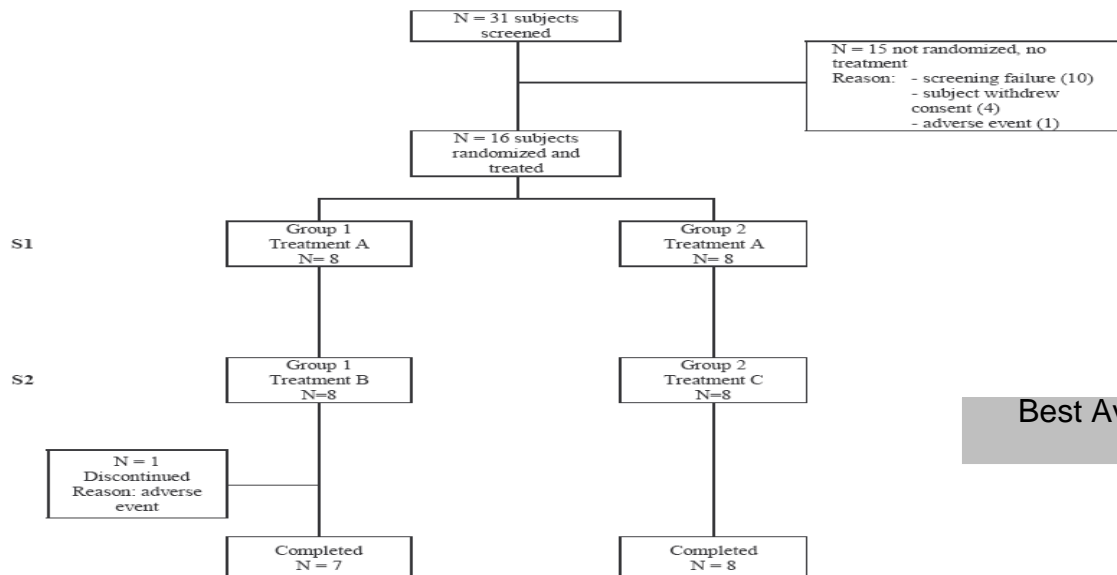 N = 31 subjects
screened
N = 15 not randomized, no
treatment
Reason: - screening failure (10)
- subject withdrew
consent (4)
- adverse event (1)
N = 16 subjects
randomized and
treated
S1
Group 1
Treatment A
N= 8
Group 2
Treatment A
N= 8
S2
Group 1
Treatment B
N=8
Group 2
Treatment C
N=8
Best Av
N = 1
Discontinued
Reason: adverse
event
Completed
N = 7
Completed
N = 8